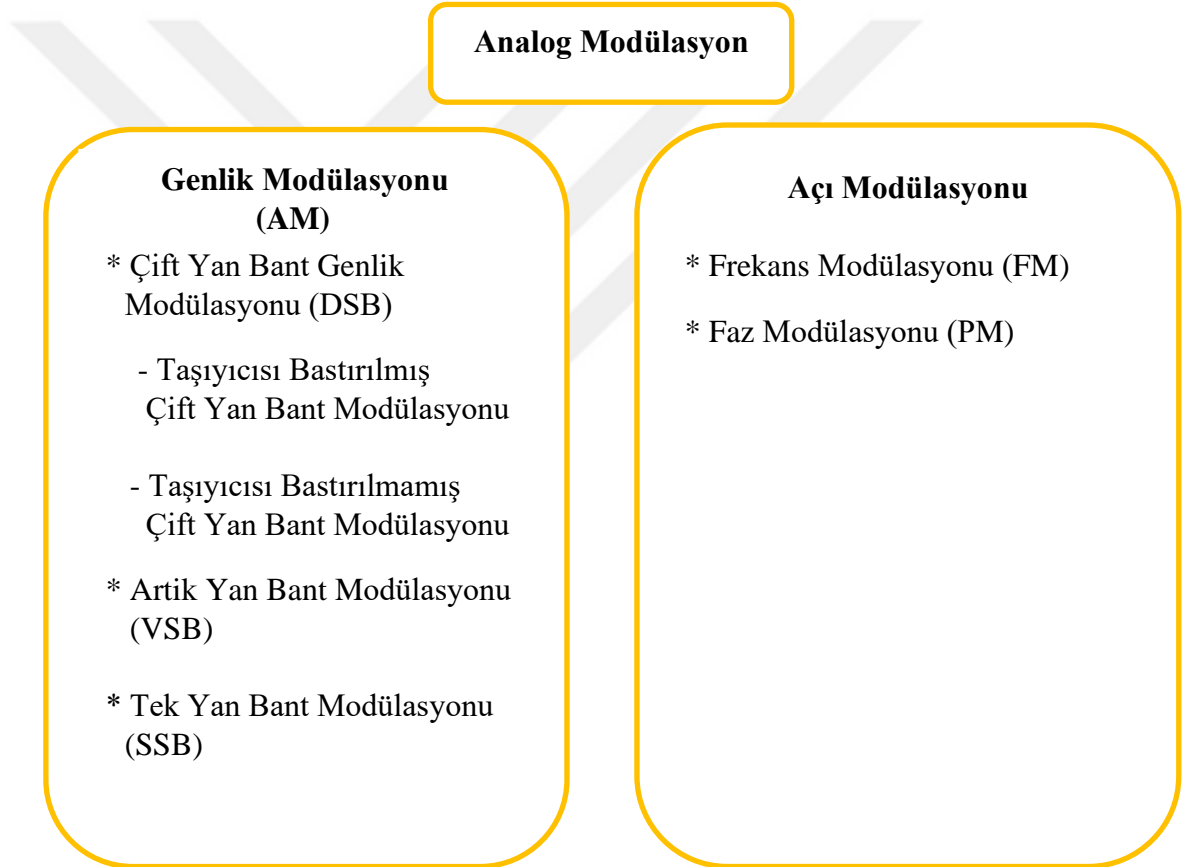 Analog Modülasyon
Genlik Modülasyonu
(AM)
* Çift Yan Bant Genlik
Modülasyonu (DSB)
- Taşıyıcısı Bastırılmış
Çift Yan Bant Modülasyonu
- Taşıyıcısı Bastırılmamış
Çift Yan Bant Modülasyonu
* Artik Yan Bant Modülasyonu
(VSB)
* Tek Yan Bant Modülasyonu
(SSB)
Açı Modülasyonu
* Frekans Modülasyonu (FM)
* Faz Modülasyonu (PM)